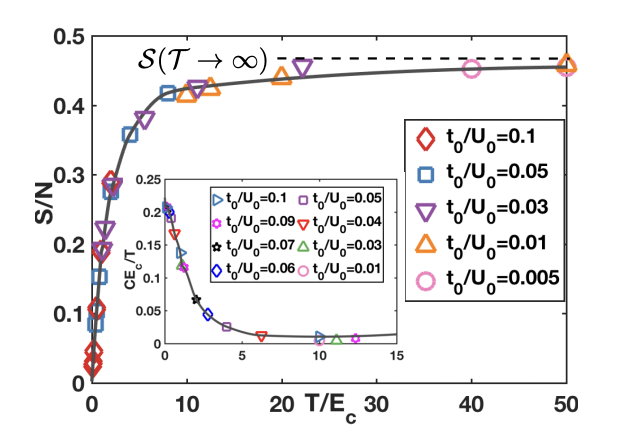 0.5
0.4
0.3
0.2
0.1
0
S/N
S(T → ∞)
t0/U0=0.1
t0/U0=0.05
t0/U0=0.03
t0/U0=0.01
t0/U0=0.005
0.25
0.2
0.15
0.1
0.05
0
CEc/T
t0/U0=0.1 t0/U0=0.05
t0/U0=0.09 t0/U0=0.04
t0/U0=0.07 t0/U0=0.03
t0/U0=0.06 t0/U0=0.01
0 5 10 15
0 10 20 30 40 50
T/Ec